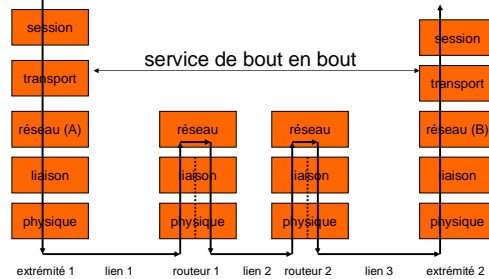 session
session
service de bout en bout
transport
transport
réseau (A)
réseau
réseau
réseau (B)
liaison
liaison
liaison
liaison
physique
physique
physique
physique
extrémité 1
lien 1
routeur 1
lien 2
routeur 2
lien 3
extrémité 2